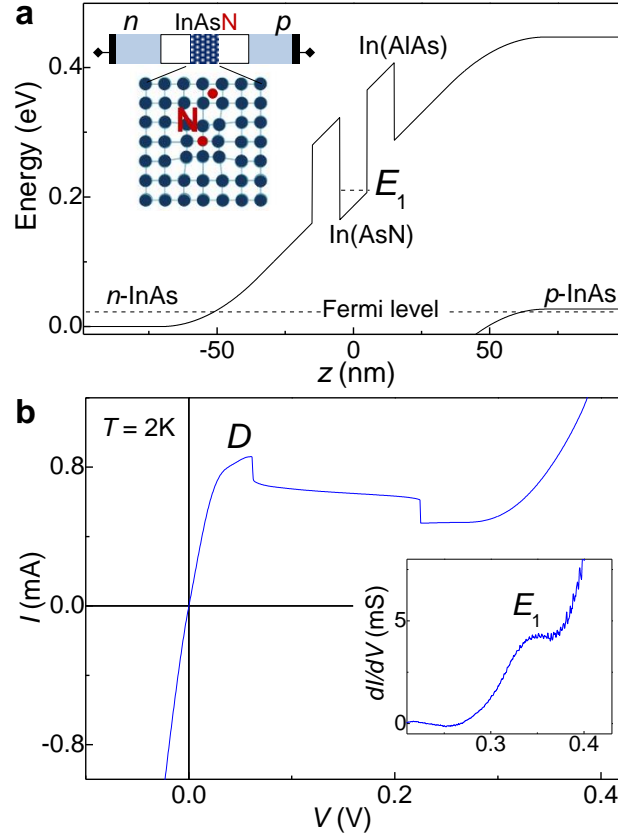 a
n InAsN p
In(AlAs)
0.4
N
Energy (eV)
E1
0.2
In(AsN)
n-InAs
Fermi level
p-InAs
0.0
-50 0 50
z (nm)
b
T = 2K
D
0.8
I (mA)
0.0
-0.8
E1
dI/dV (mS)
5
0
0.3 0.4
0.0 0.2 0.4
V (V)